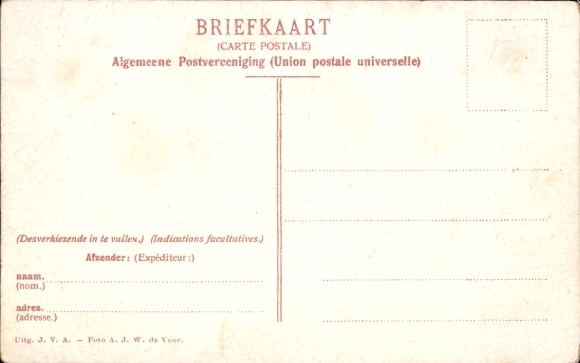 BRIEFKAART
(CARTE POSTALE)
Algemeene Postvereeniging (Union postale universelle)
(Desverkiezende in te vullen.) (Indications facultatives.)
Afzender: (Expéditeur:)
naam.
(nom.)
adres.
(adresse.)
Uitg. J. V. A. — Foto A. J. W. de Veer.